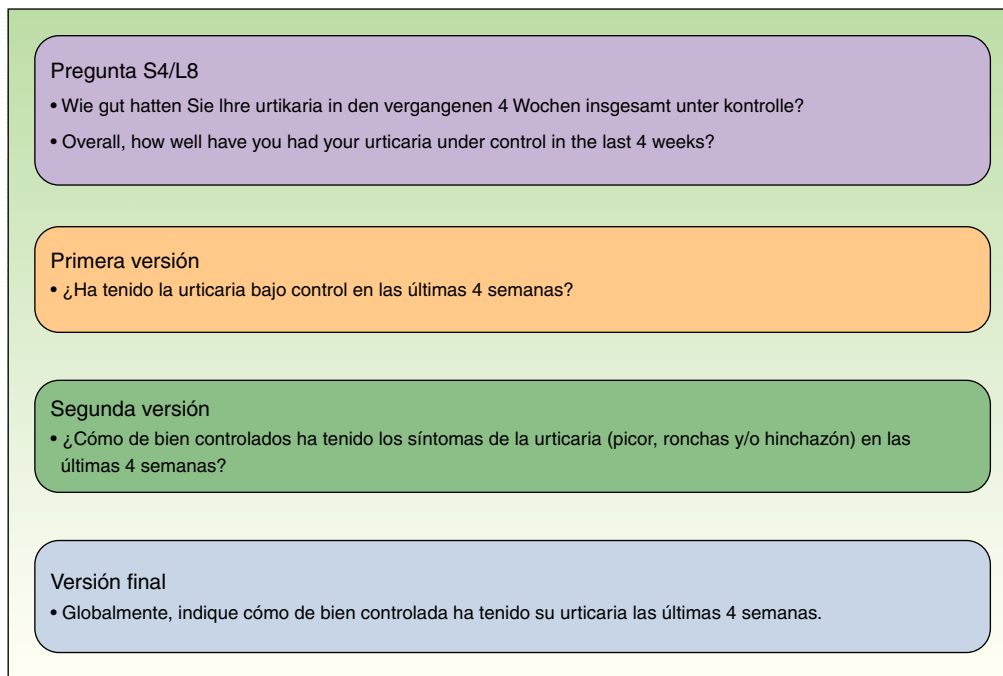 Pregunta S4/L8
• Wie gut hatten Sie Ihre urtikaria in den vergangenen 4 Wochen insgesamt unter kontrolle?
• Overall, how well have you had your urticaria under control in the last 4 weeks?
Primera versión
• ¿Ha tenido la urticaria bajo control en las últimas 4 semanas?
Segunda versión
• ¿Cómo de bien controlados ha tenido los síntomas de la urticaria (picor, ronchas y/o hinchazón) en las
últimas 4 semanas?
Versión final
• Globalmente, indique cómo de bien controlada ha tenido su urticaria las últimas 4 semanas.